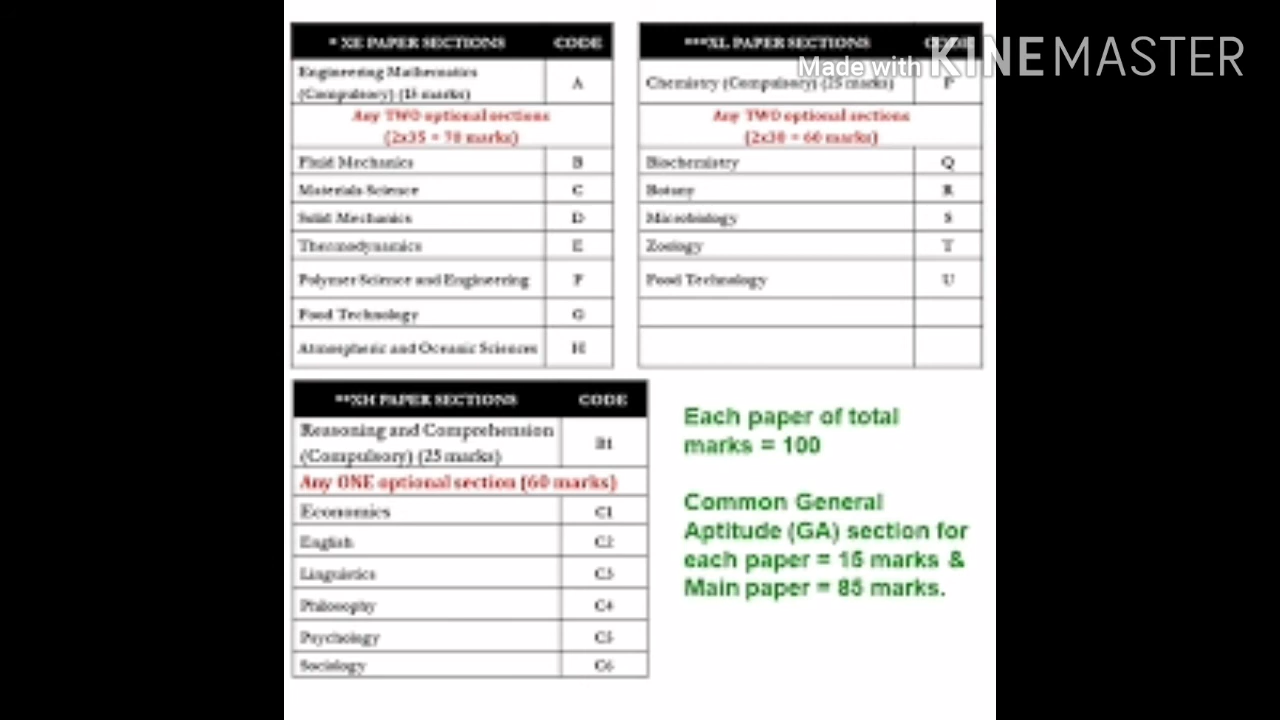 * XE PAPER SECTIONS CODE
Engineering Mathematics
(Compulsory) (15 marks) A
Any TWO optional sections
(2x35 = 70 marks)
Fluid Mechanics B
Materials Science C
Solid Mechanics D
Thermodynamics E
Polymer Science and Engineering F
Food Technology G
Atmospheric and Oceanic Sciences H
***XL PAPER SECTIONS CODE
Made with KINEMASTER
Chemistry (Compulsory) (25 marks) P
Any TWO optional sections
(2x30 = 60 marks)
Biochemistry Q
Botany R
Microbiology S
Zoology T
Food Technology U
**XH PAPER SECTIONS CODE
Reasoning and Comprehension
(Compulsory) (25 marks) B1
Any ONE optional section (60 marks)
Economics C1
English C2
Linguistics C3
Philosophy C4
Psychology C5
Sociology C6
Each paper of total
marks = 100
Common General
Aptitude (GA) section for
each paper = 15 marks &
Main paper = 85 marks.